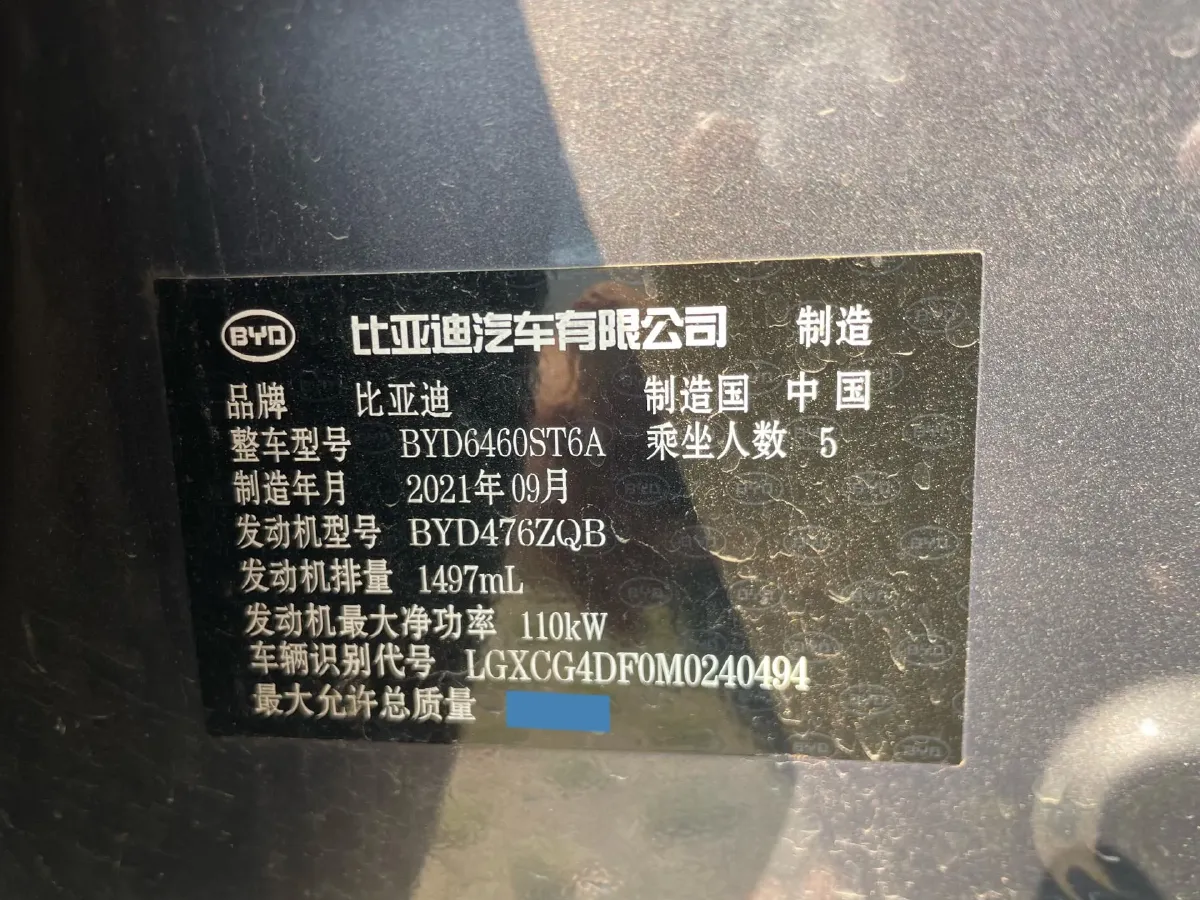 BYD 比亚迪汽车有限公司 制造
品牌 比亚迪 制造国 中国
整车型号 BYD6460ST6A 乘坐人数 5
制造年月 2021年09月
发动机型号 BYD476ZQB
发动机排量 1497mL
发动机最大净功率 110kW
车辆识别代号 LGXCG4DF0M0240494
最大允许总质量